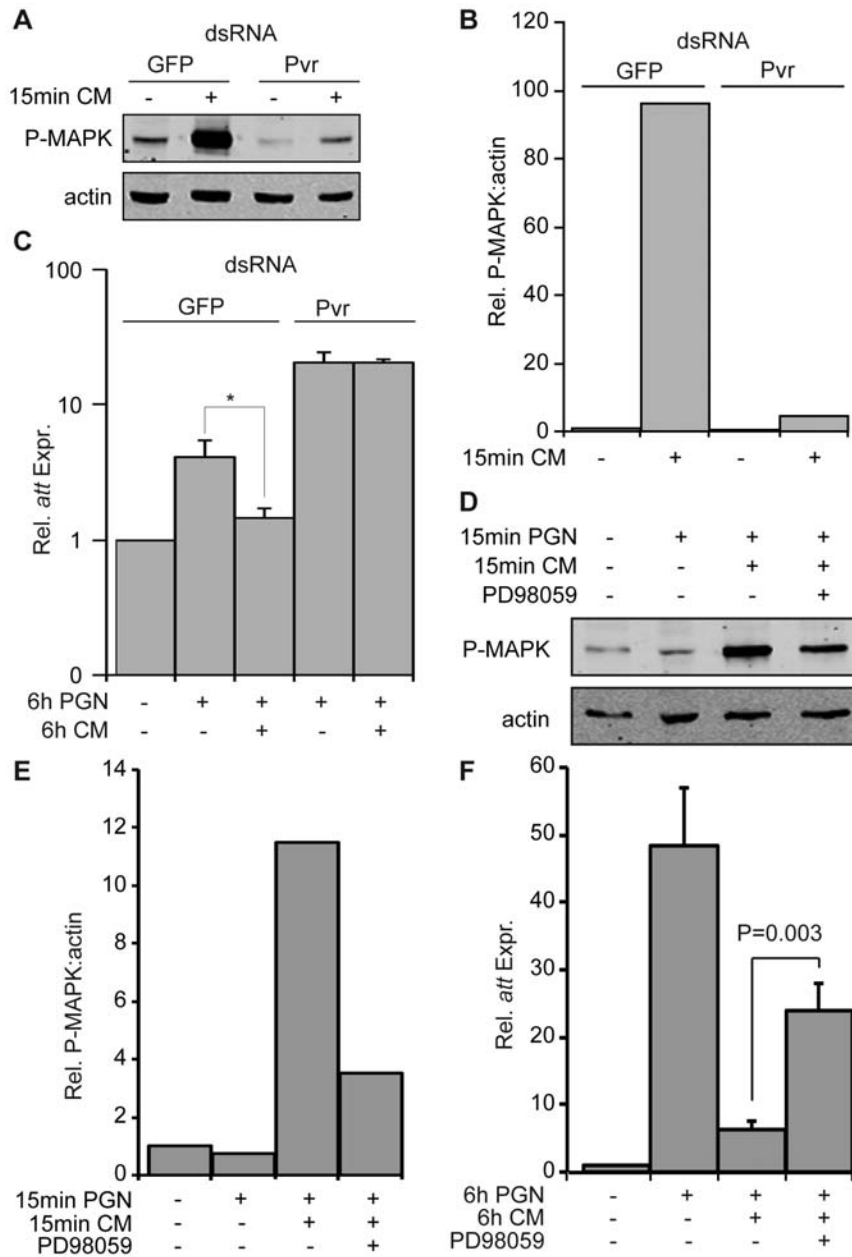 A
dsRNA
GFP Pvr
15min CM - + - +
P-MAPK
actin
B
120
100
80
60
40
20
0
Rel. P-MAPK:actin
dsRNA
GFP Pvr
15min CM - + - +
C
100
10
1
0
Rel. att Expr.
dsRNA
GFP Pvr
*
6h PGN - + + + +
6h CM - - + - +
D
15min PGN - + + +
15min CM - - + +
PD98059 - - - +
P-MAPK
actin
E
14
12
10
8
6
4
2
0
Rel. P-MAPK:actin
15min PGN - + + +
15min CM - - + +
PD98059 - - - +
F
60
50
40
30
20
10
0
Rel. att Expr.
P=0.003
6h PGN - + + +
6h CM - - + +
PD98059 - - - +